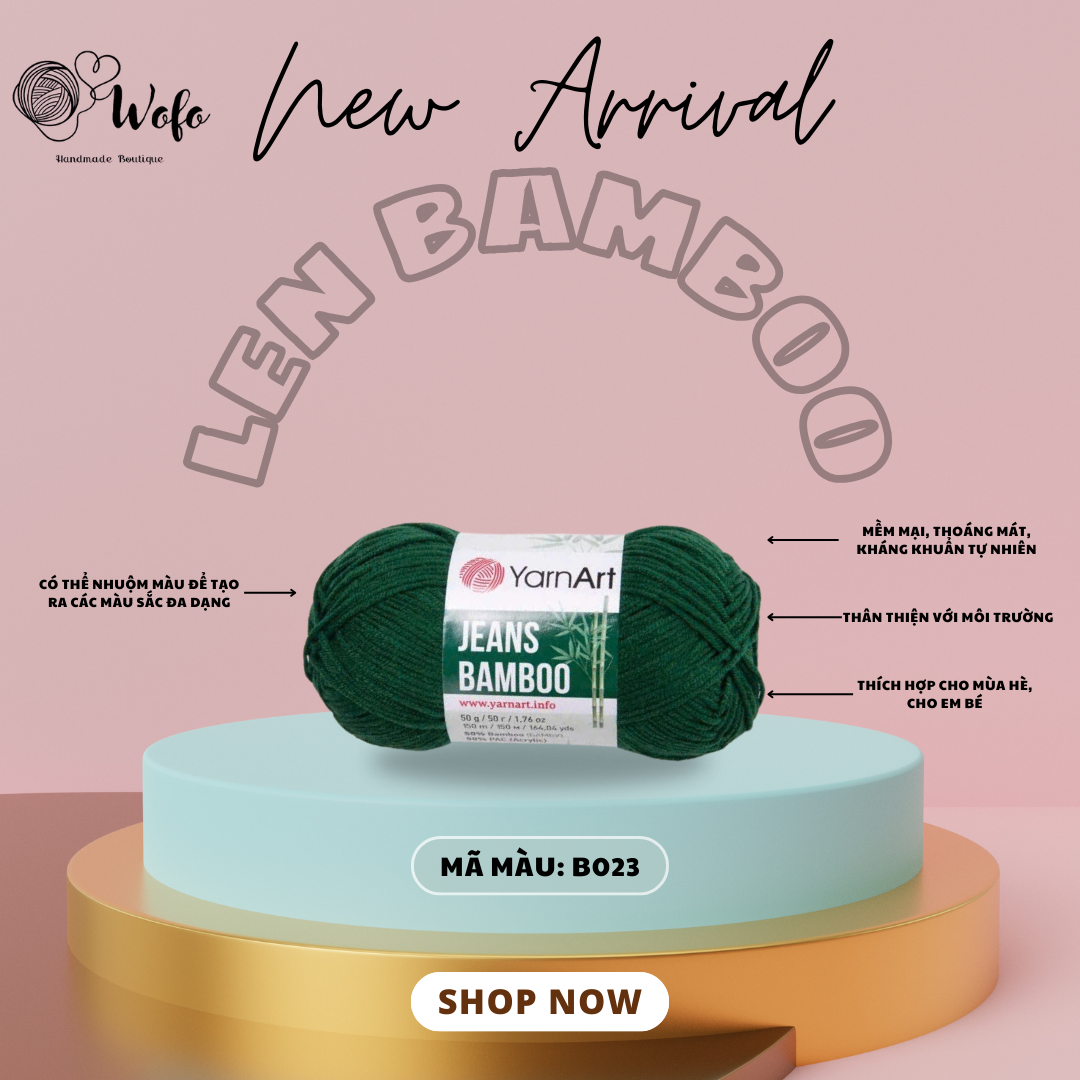 Wofo
Handmade Boutique
New Arrival
LEN BAMBOO
MỀM MẠI, THOÁNG MÁT,
KHÁNG KHUẨN TỰ NHIÊN
CÓ THỂ NHUỘM MÀU ĐỂ TẠO
RA CÁC MÀU SẮC ĐA DẠNG
THÂN THIỆN VỚI MÔI TRƯỜNG
THÍCH HỢP CHO MÙA HÈ,
CHO EM BÉ
YarnArt
JEANS
BAMBOO
www.yarnart.info
50 g / 50 г / 1,76 oz
150 m / 150 м / 164,04 yds
Bamboo
PAC (Acrylic)
MÃ MÀU: B023
SHOP NOW